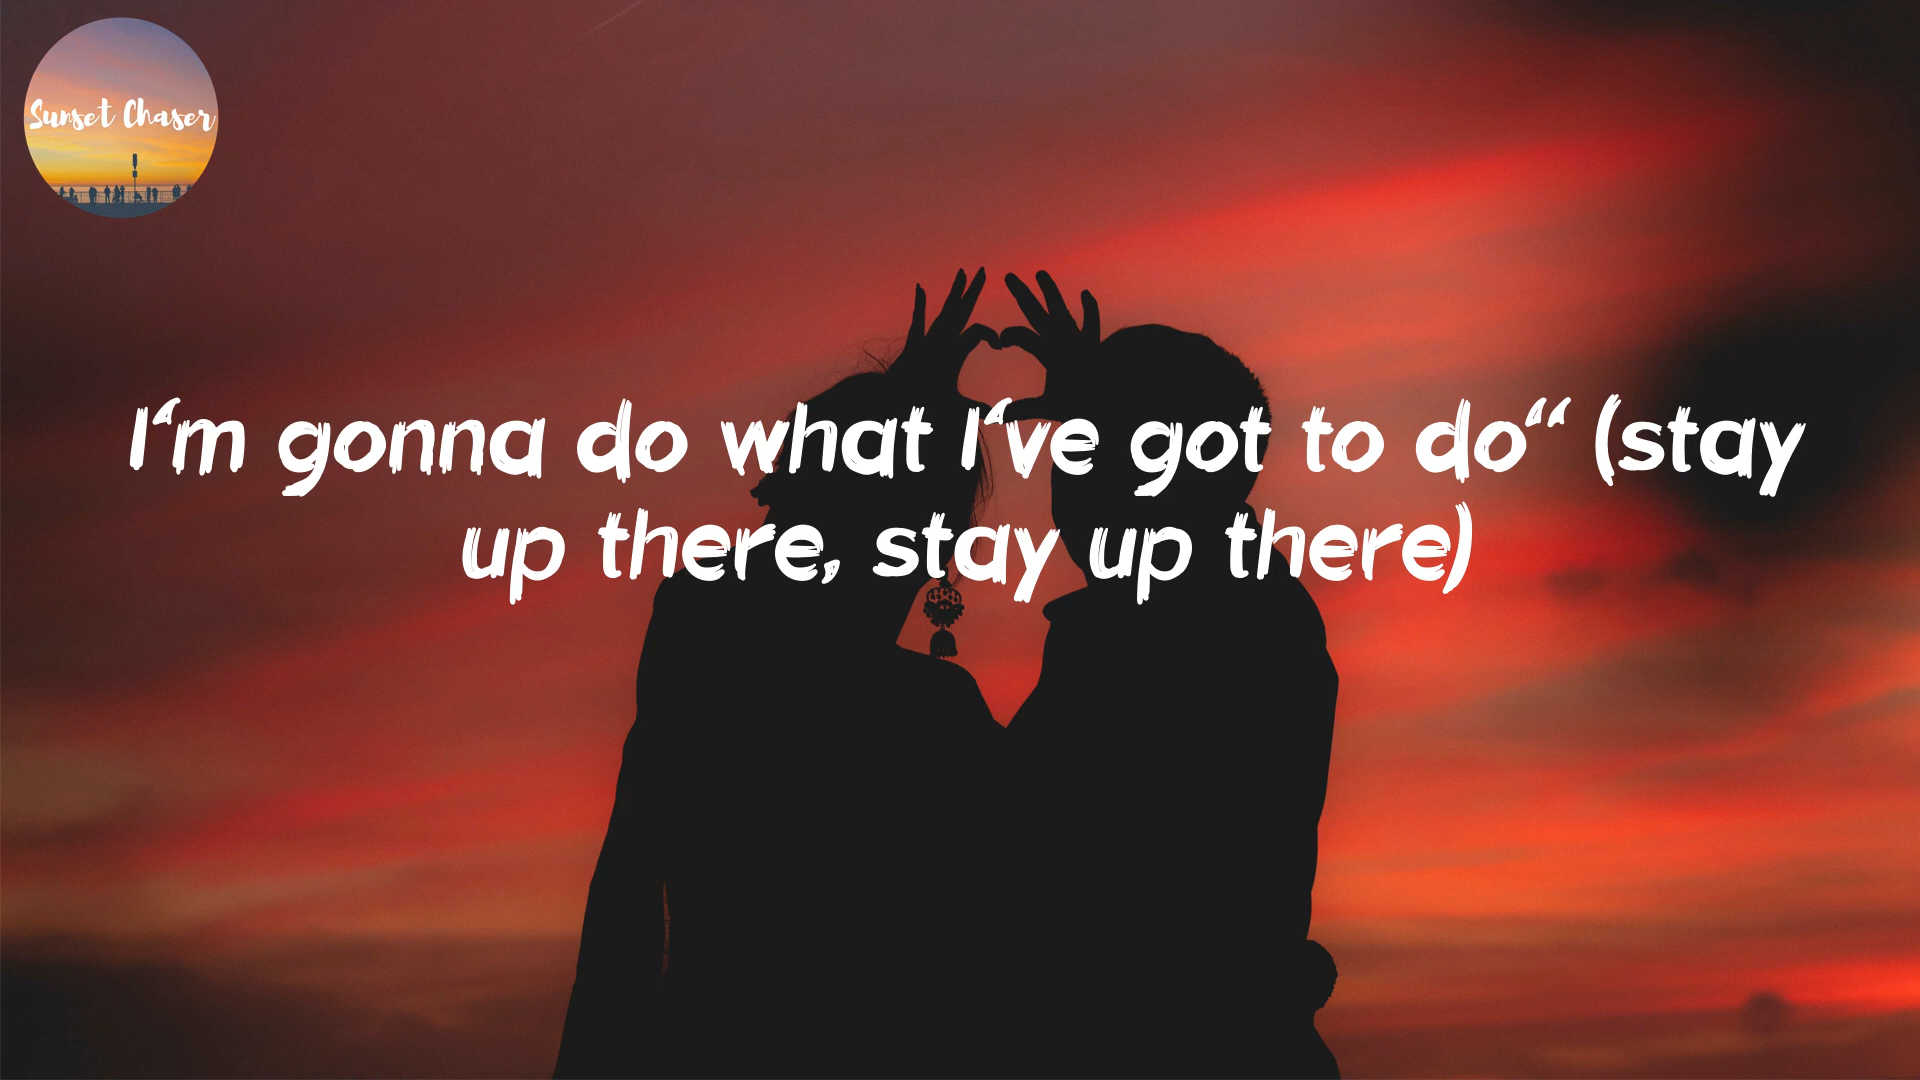 Sunset Chaser
I‘m gonna do what I‘ve got to do“ (stay
up there, stay up there)